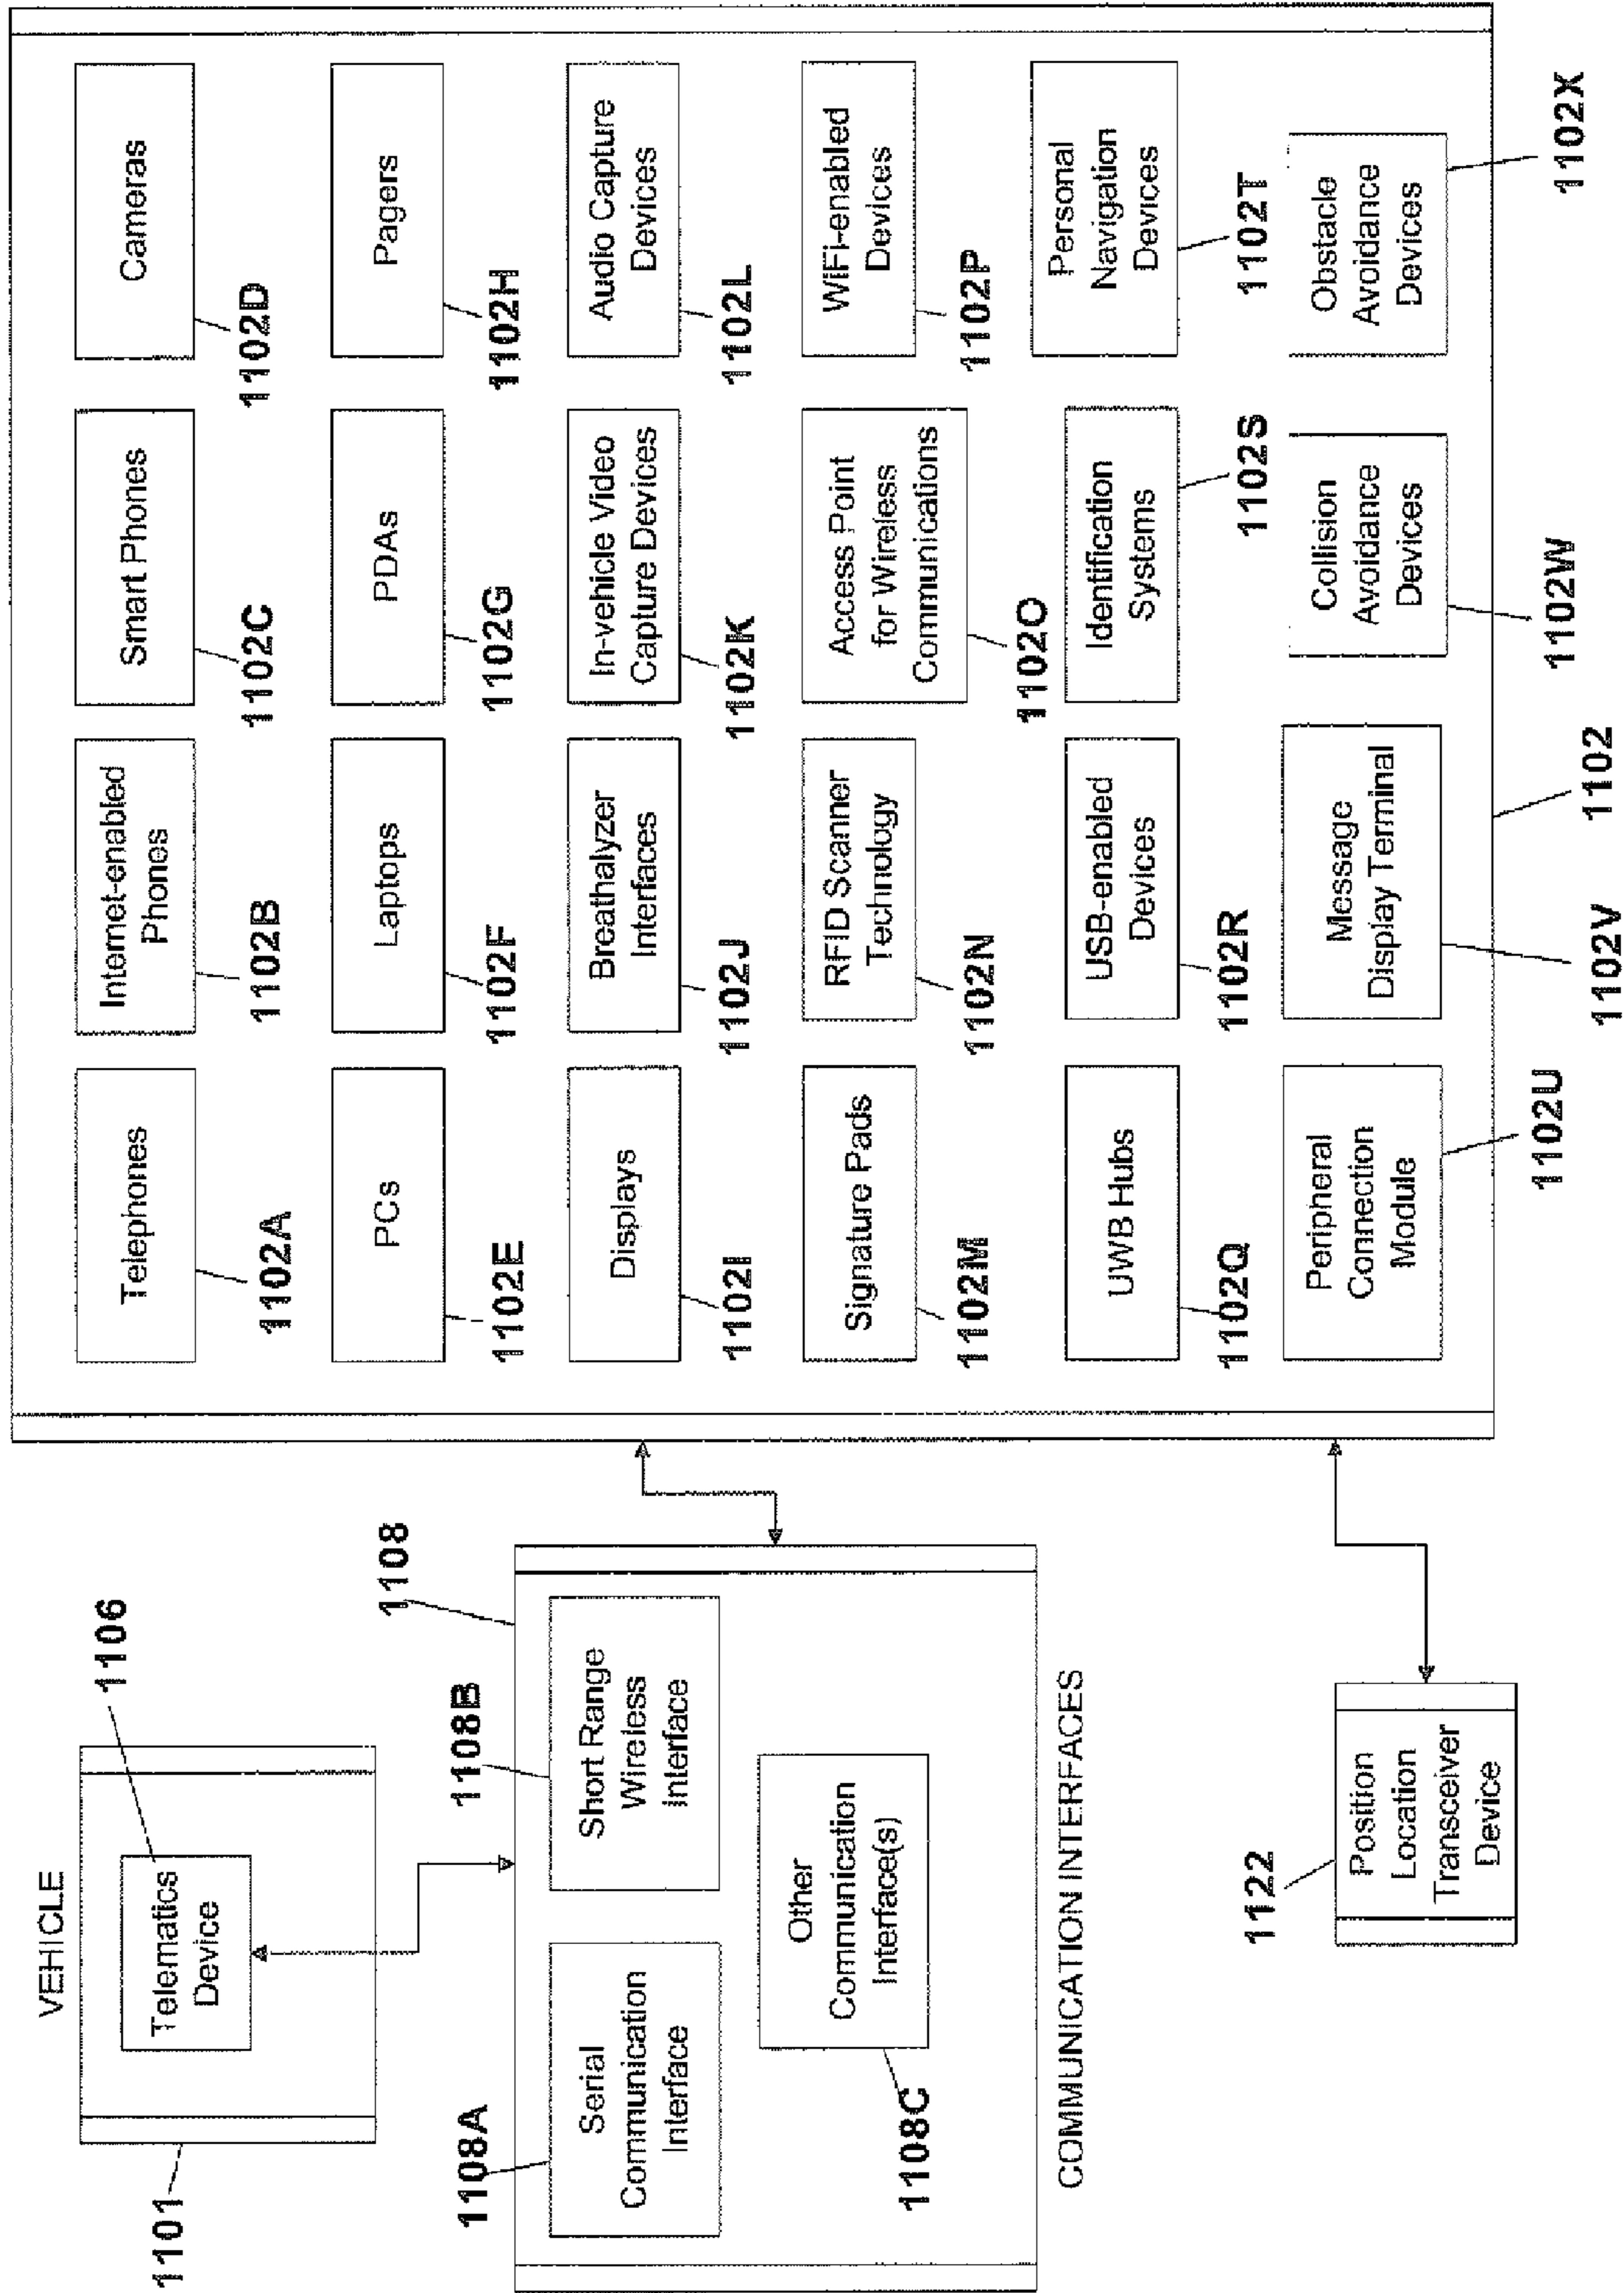 VEHICLE
Telematics
Device
1101
1106
1108
1108A
Serial
Communication
Interface
1108B
Short Range
Wireless
Interface
Other
Communication
Interface(s)
1108C
COMMUNICATION INTERFACES
1122
Position
Location
Transceiver
Device
Telephones
1102A
Internet-enabled
Phones
1102B
Smart Phones
1102C
Cameras
1102D
PCs
1102E
Laptops
1102F
PDAs
1102G
Pagers
1102H
Displays
1102I
Breathalyzer
Interfaces
1102J
In-vehicle Video
Capture Devices
1102K
Audio Capture
Devices
1102L
Signature Pads
1102M
RFID Scanner
Technology
1102N
Access Point
for Wireless
Communications
1102O
WiFi-enabled
Devices
1102P
UWB Hubs
1102Q
USB-enabled
Devices
1102R
Identification
Systems
1102S
Personal
Navigation
Devices
1102T
Peripheral
Connection
Module
1102U
Message
Display Terminal
1102V
Collision
Avoidance
Devices
1102W
Obstacle
Avoidance
Devices
1102X
1102